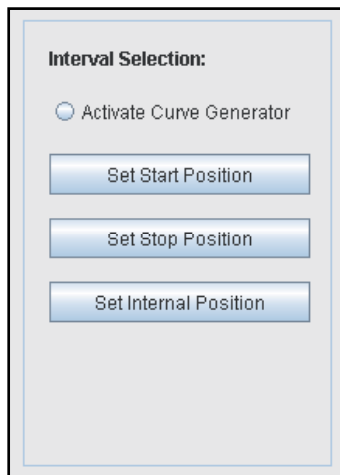 Interval Selection:
Activate Curve Generator
Set Start Position
Set Stop Position
Set Internal Position